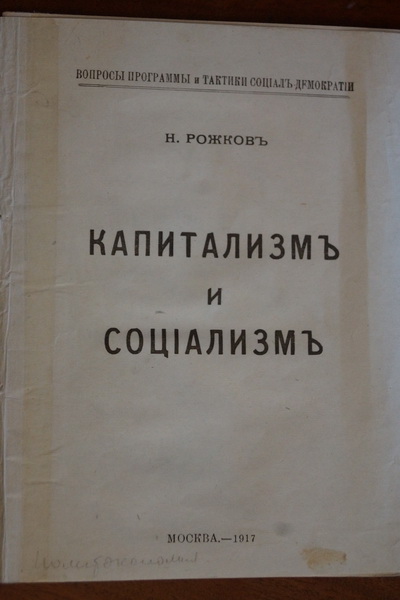 ВОПРОСЫ ПРОГРАММЫ и ТАКТИКИ СОЦІАЛЪ-ДЕМОКРАТІИ
Н. РОЖКОВЪ
КАПИТАЛИЗМЪ
И
СОЦІАЛИЗМЪ
МОСКВА.—1917